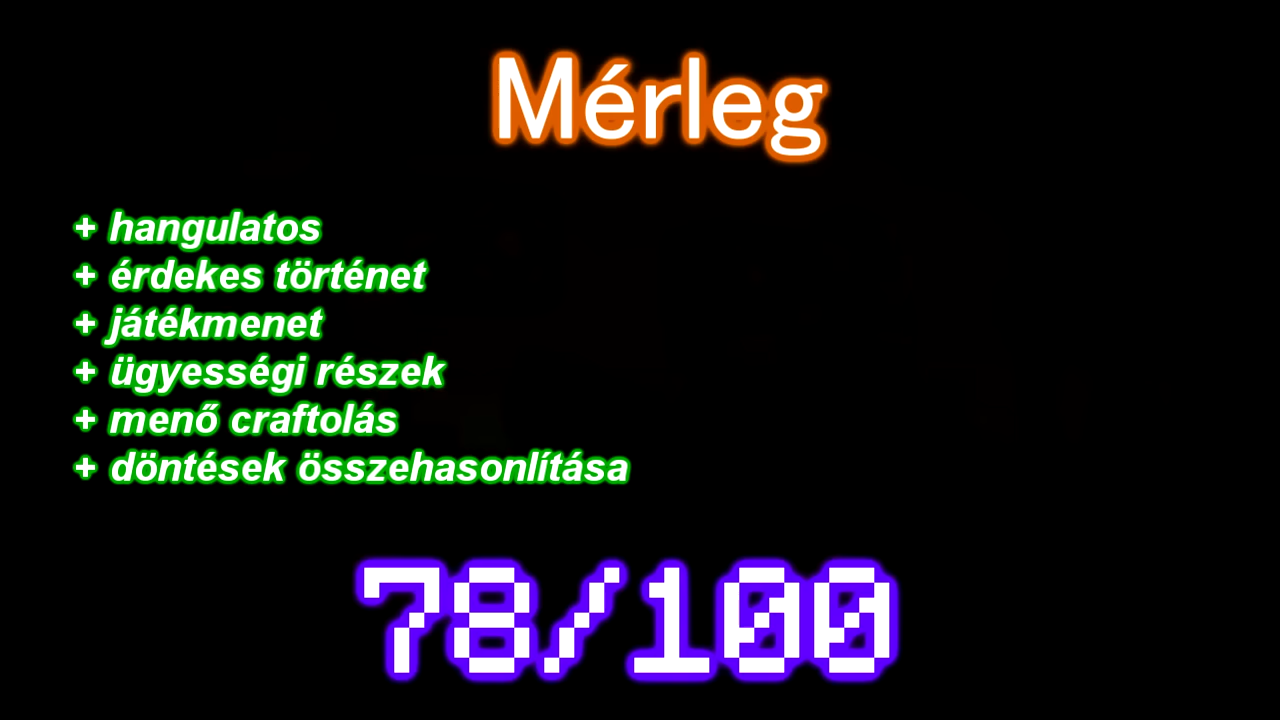 Mérleg
+ hangulatos
+ érdekes történet
+ játékmenet
+ ügyességi részek
+ menő craftolás
+ döntések összehasonlítása
78/100